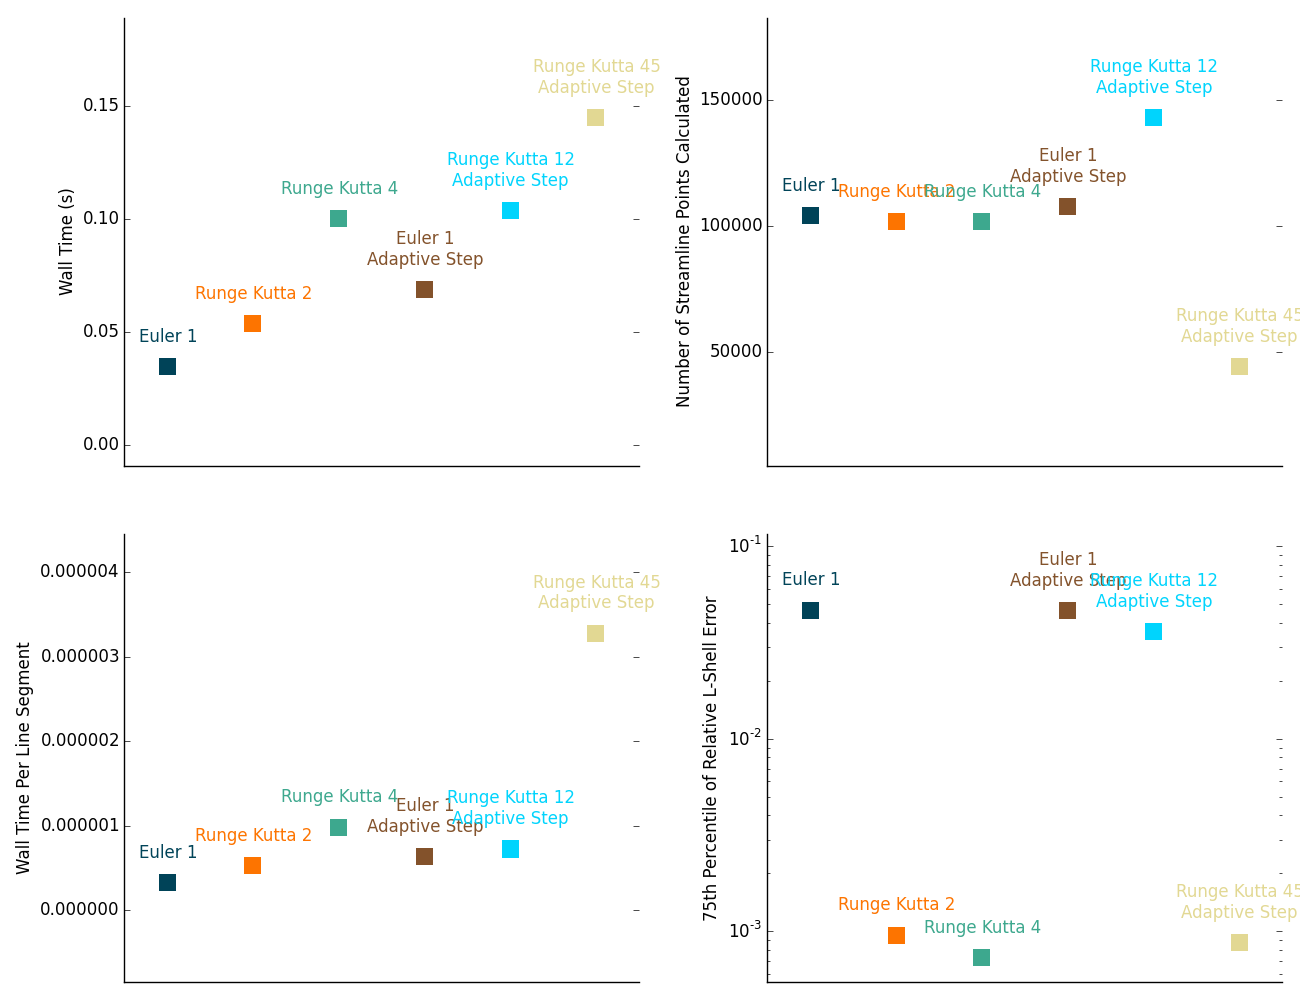 Wall Time (s)
0.15
0.10
0.05
0.00
Runge Kutta 45
Adaptive Step
Runge Kutta 12
Adaptive Step
Runge Kutta 4
Euler 1
Adaptive Step
Runge Kutta 2
Euler 1
Number of Streamline Points Calculated
150000
100000
50000
Runge Kutta 12
Adaptive Step
Euler 1
Adaptive Step
Euler 1
Runge Kutta 2
Runge Kutta 4
Runge Kutta 45
Adaptive Step
Wall Time Per Line Segment
0.000004
0.000003
0.000002
0.000001
0.000000
Runge Kutta 45
Adaptive Step
Runge Kutta 4
Euler 1
Adaptive Step
Runge Kutta 12
Adaptive Step
Runge Kutta 2
Euler 1
75th Percentile of Relative L-Shell Error
10⁻¹
10⁻²
10⁻³
Euler 1
Euler 1
Adaptive Step
Runge Kutta 12
Adaptive Step
Runge Kutta 2
Runge Kutta 4
Runge Kutta 45
Adaptive Step